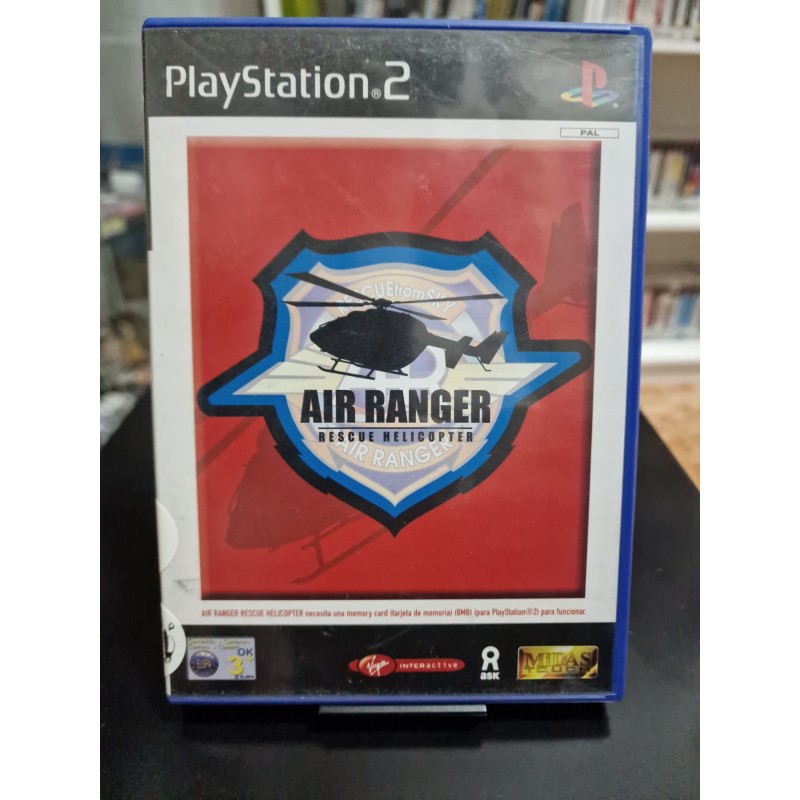 PlayStation®2
PAL
RESCUE from SKY
AIR RANGER
RESCUE HELICOPTER
AIR RANGER
AIR RANGER RESCUE HELICOPTER necesita una memory card (tarjeta de memoria) (8MB) (para PlayStation®2) para funcionar.
OK
3+
Virgin INTERactive
ask
MIDAS